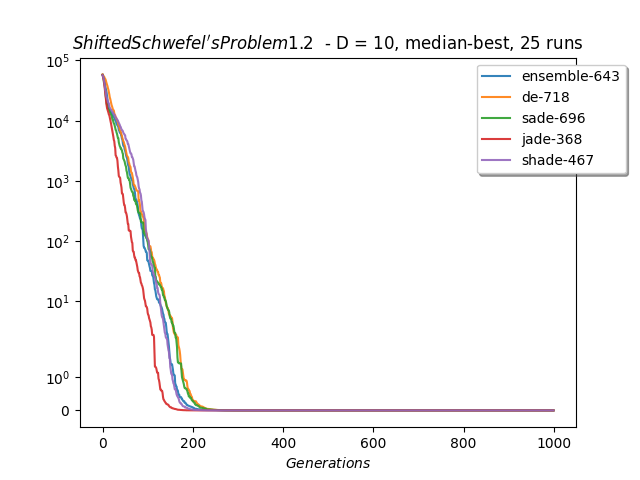 ShiftedSchwefel'sProblem1.2 - D = 10, median-best, 25 runs
ensemble-643
de-718
sade-696
jade-368
shade-467
10^5
10^4
10^3
10^2
10^1
10^0
0
0 200 400 600 800 1000
Generations